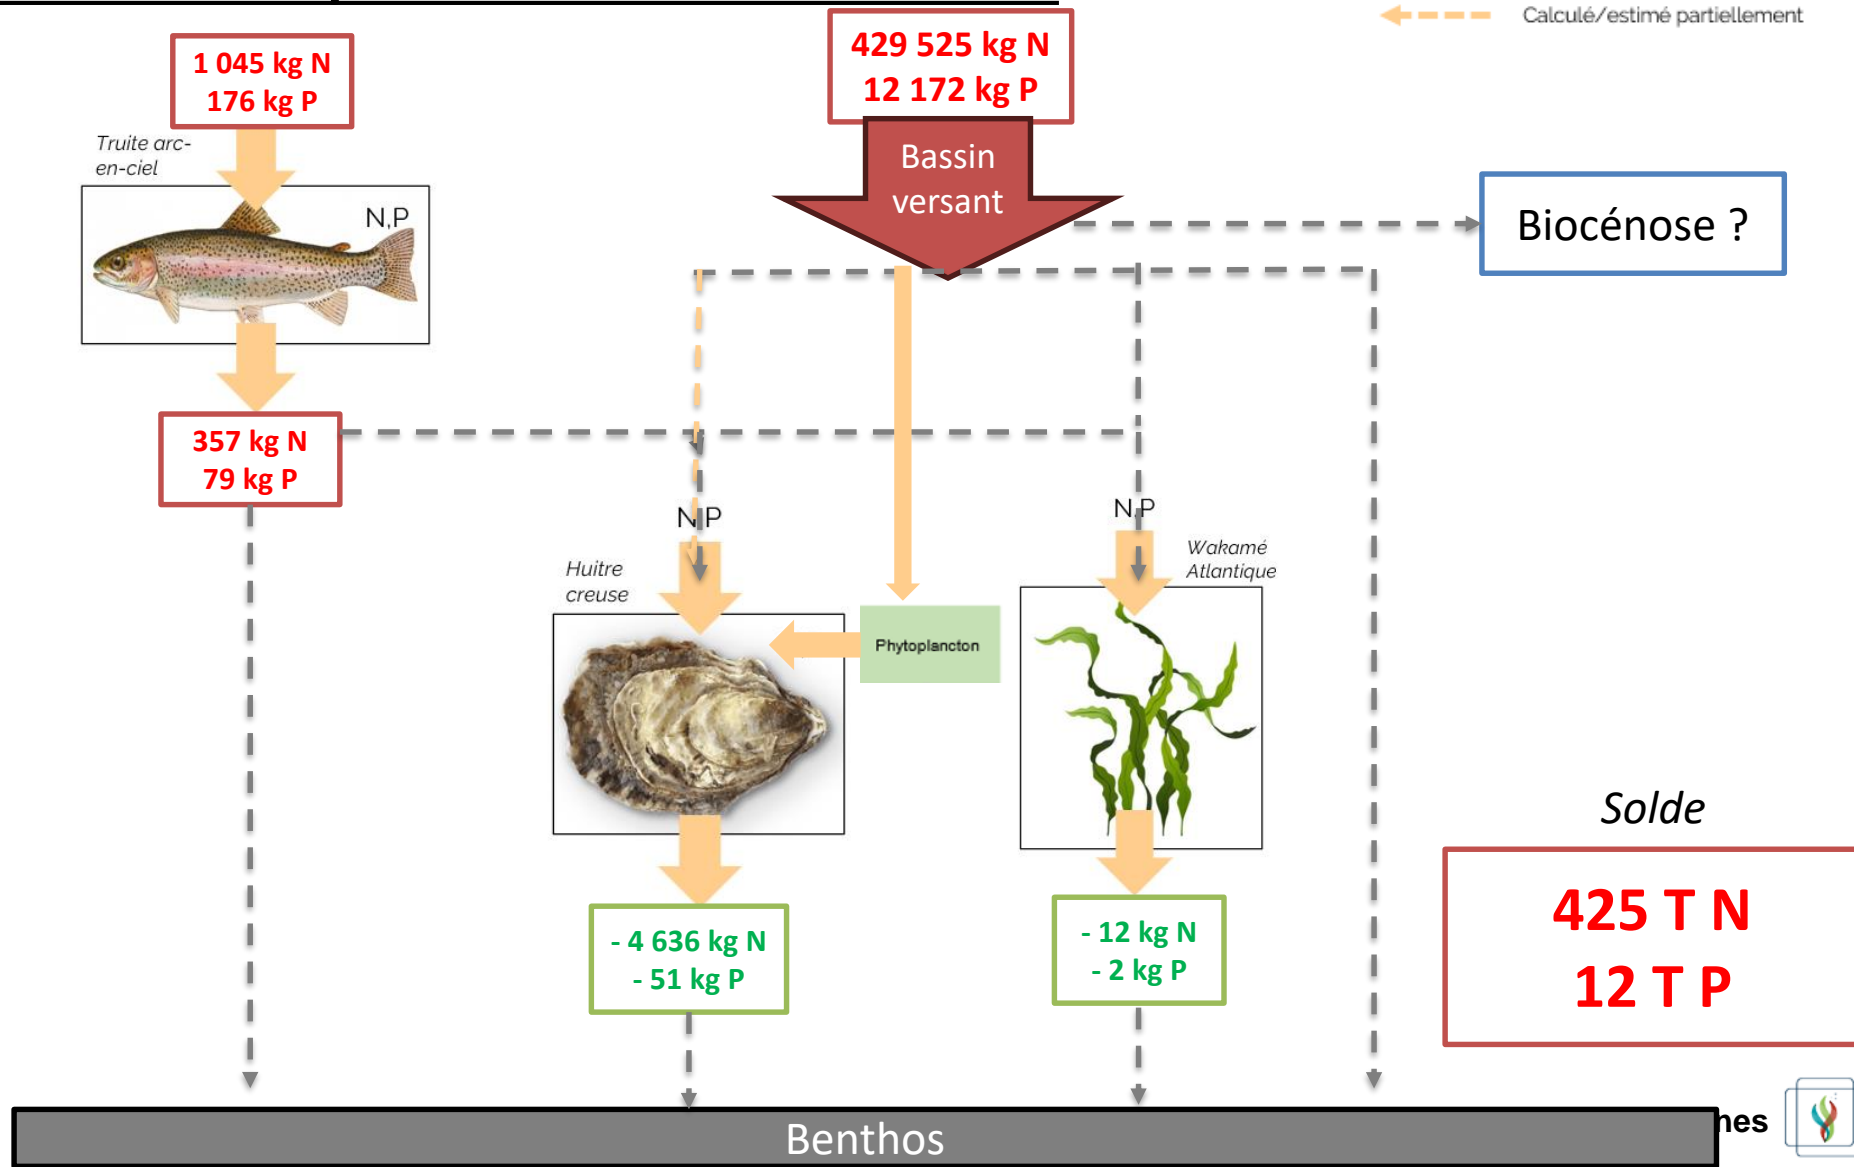 Calculé/estimé partiellement
1 045 kg N
176 kg P
429 525 kg N
12 172 kg P
Truite arc-
en-ciel
N,P
Bassin
versant
Biocénose ?
357 kg N
79 kg P
N,P
N,P
Huitre
creuse
Wakamé
Atlantique
Phytoplancton
Solde
425 T N
12 T P
- 4 636 kg N
- 51 kg P
- 12 kg N
- 2 kg P
Benthos
nes